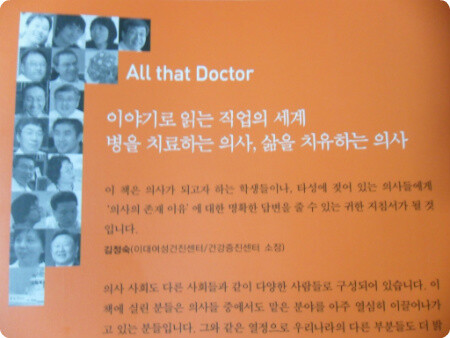 All that Doctor
이야기로 읽는 직업의 세계
병을 치료하는 의사, 삶을 치유하는 의사
이 책은 의사가 되고자 하는 학생들이나, 타성에 젖어 있는 의사들에게
'의사의 존재 이유'에 대한 명확한 답변을 줄 수 있는 귀한 지침서가 될 것
입니다.
김정숙(이대여성건진센터/건강증진센터 소장)
의사 사회도 다른 사회들과 같이 다양한 사람들로 구성되어 있습니다. 이
책에 실린 분들은 의사들 중에서도 맡은 분야를 아주 열심히 이끌어나가
고 있는 분들입니다. 그와 같은 열정으로 우리나라의 다른 부분들도 더 밝